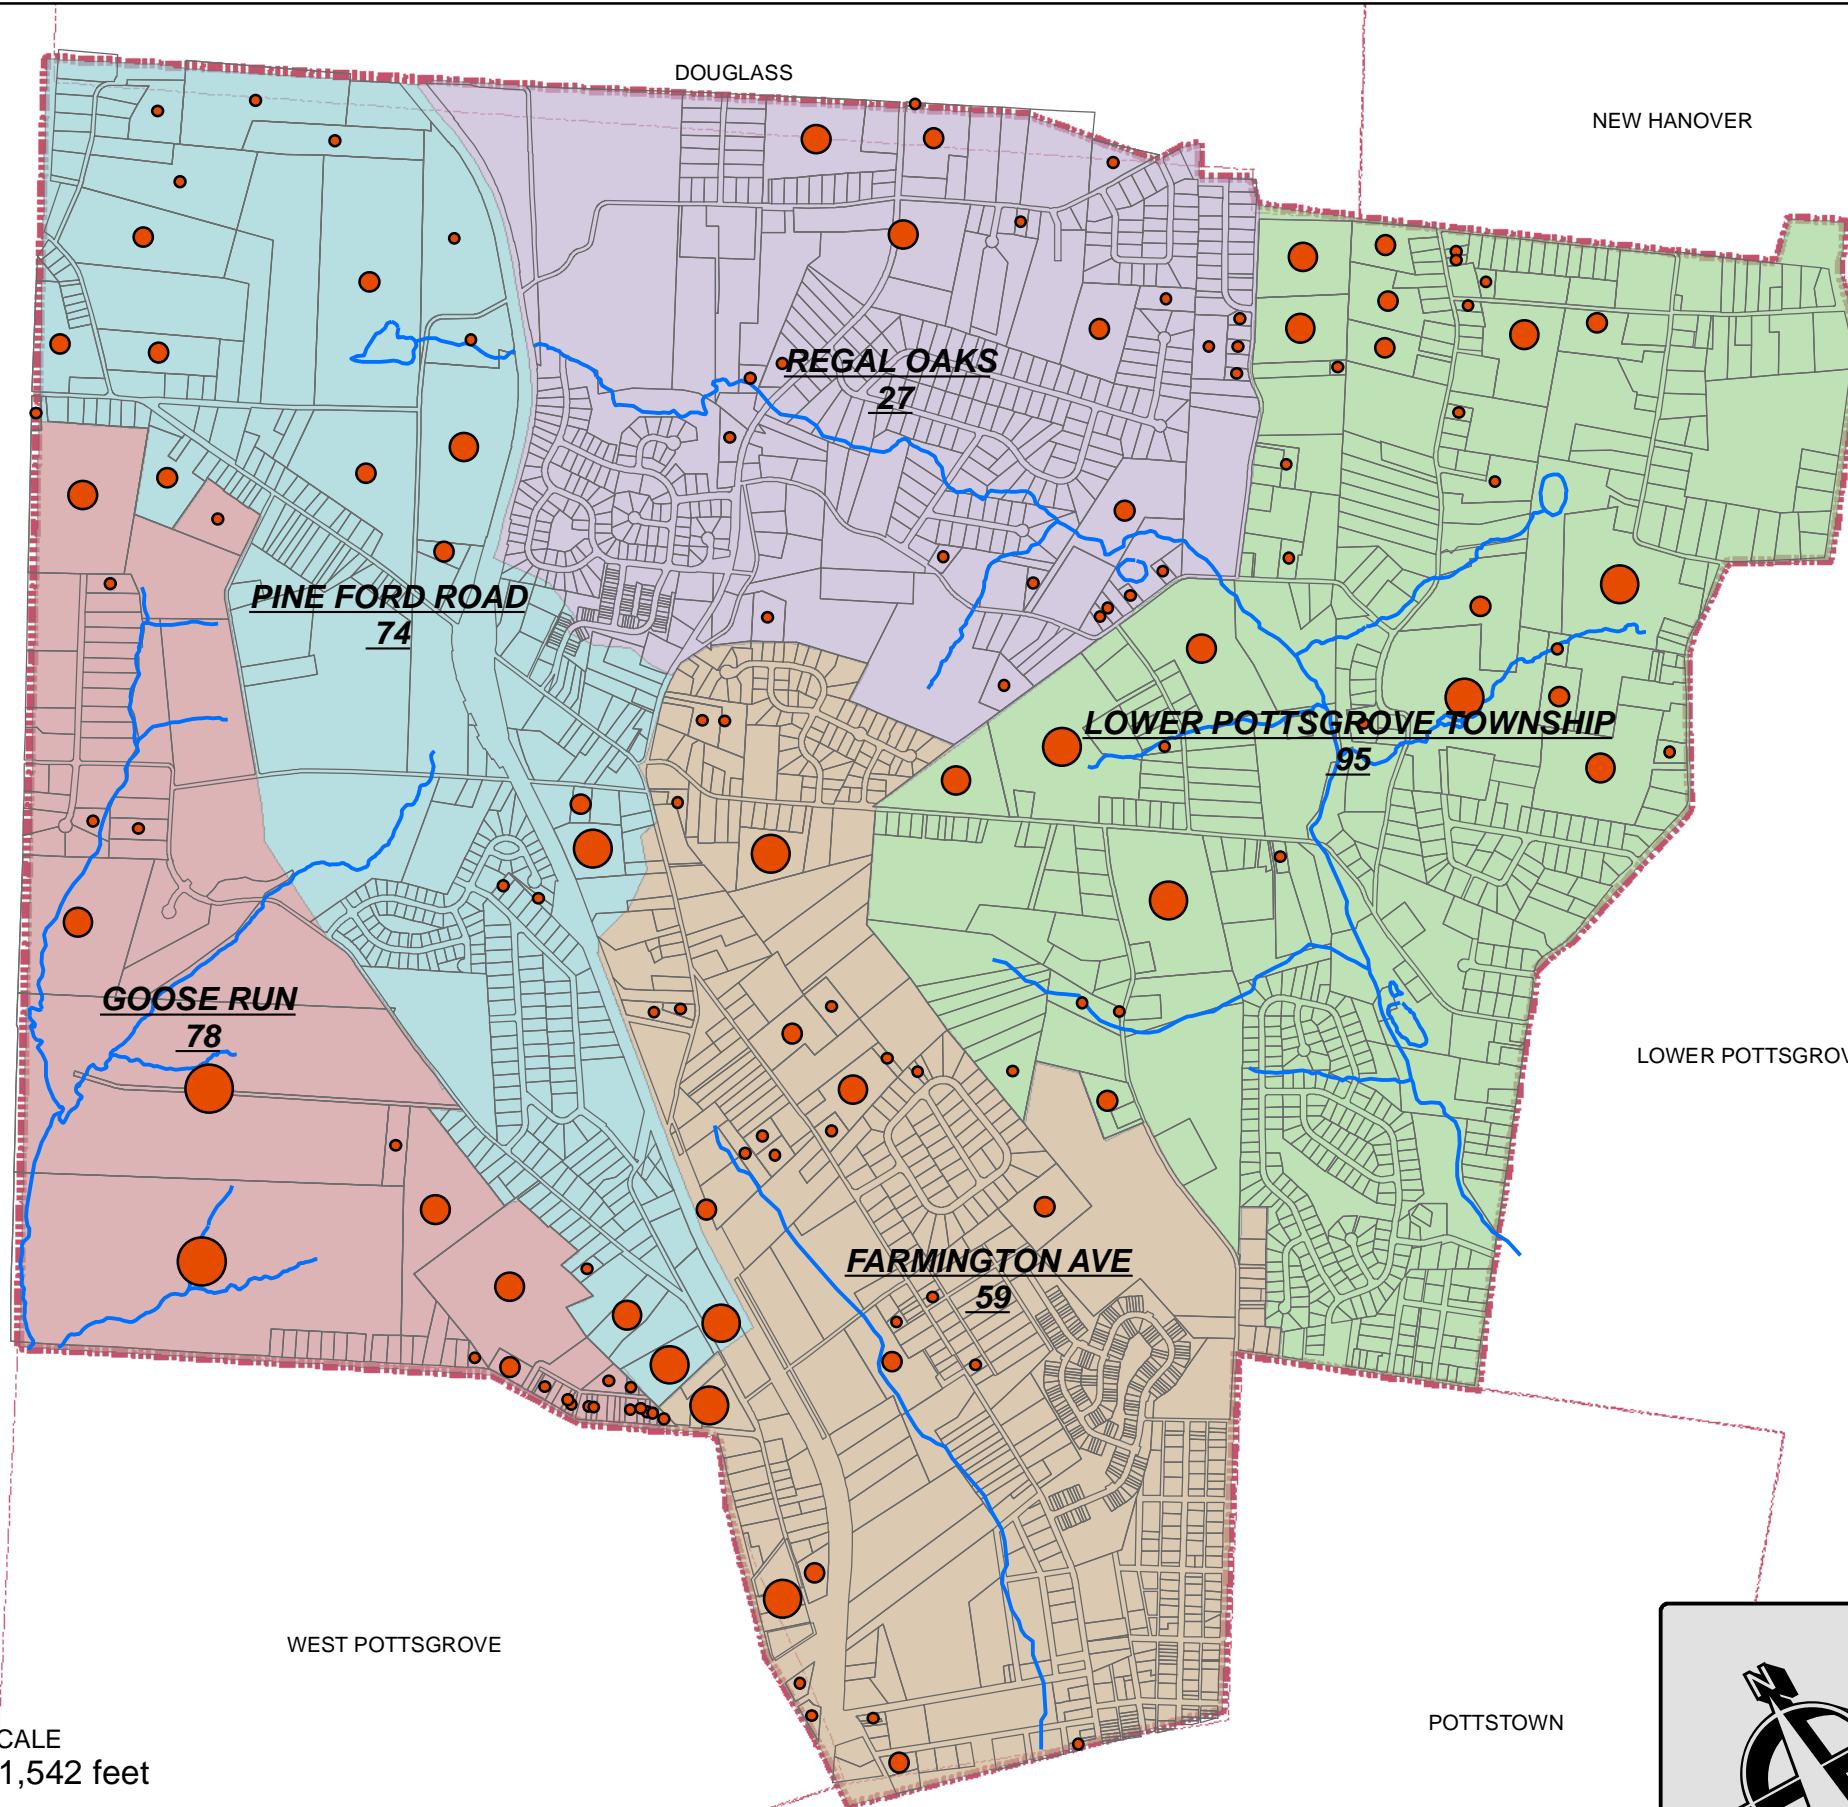 DOUGLASS
NEW HANOVER
REGAL OAKS
27
PINE FORD ROAD
74
LOWER POTTSGROVE TOWNSHIP
95
GOOSE RUN
78
LOWER POTTSGROV
FARMINGTON AVE
59
WEST POTTSGROVE
POTTSTOWN
CALE
1,542 feet
N